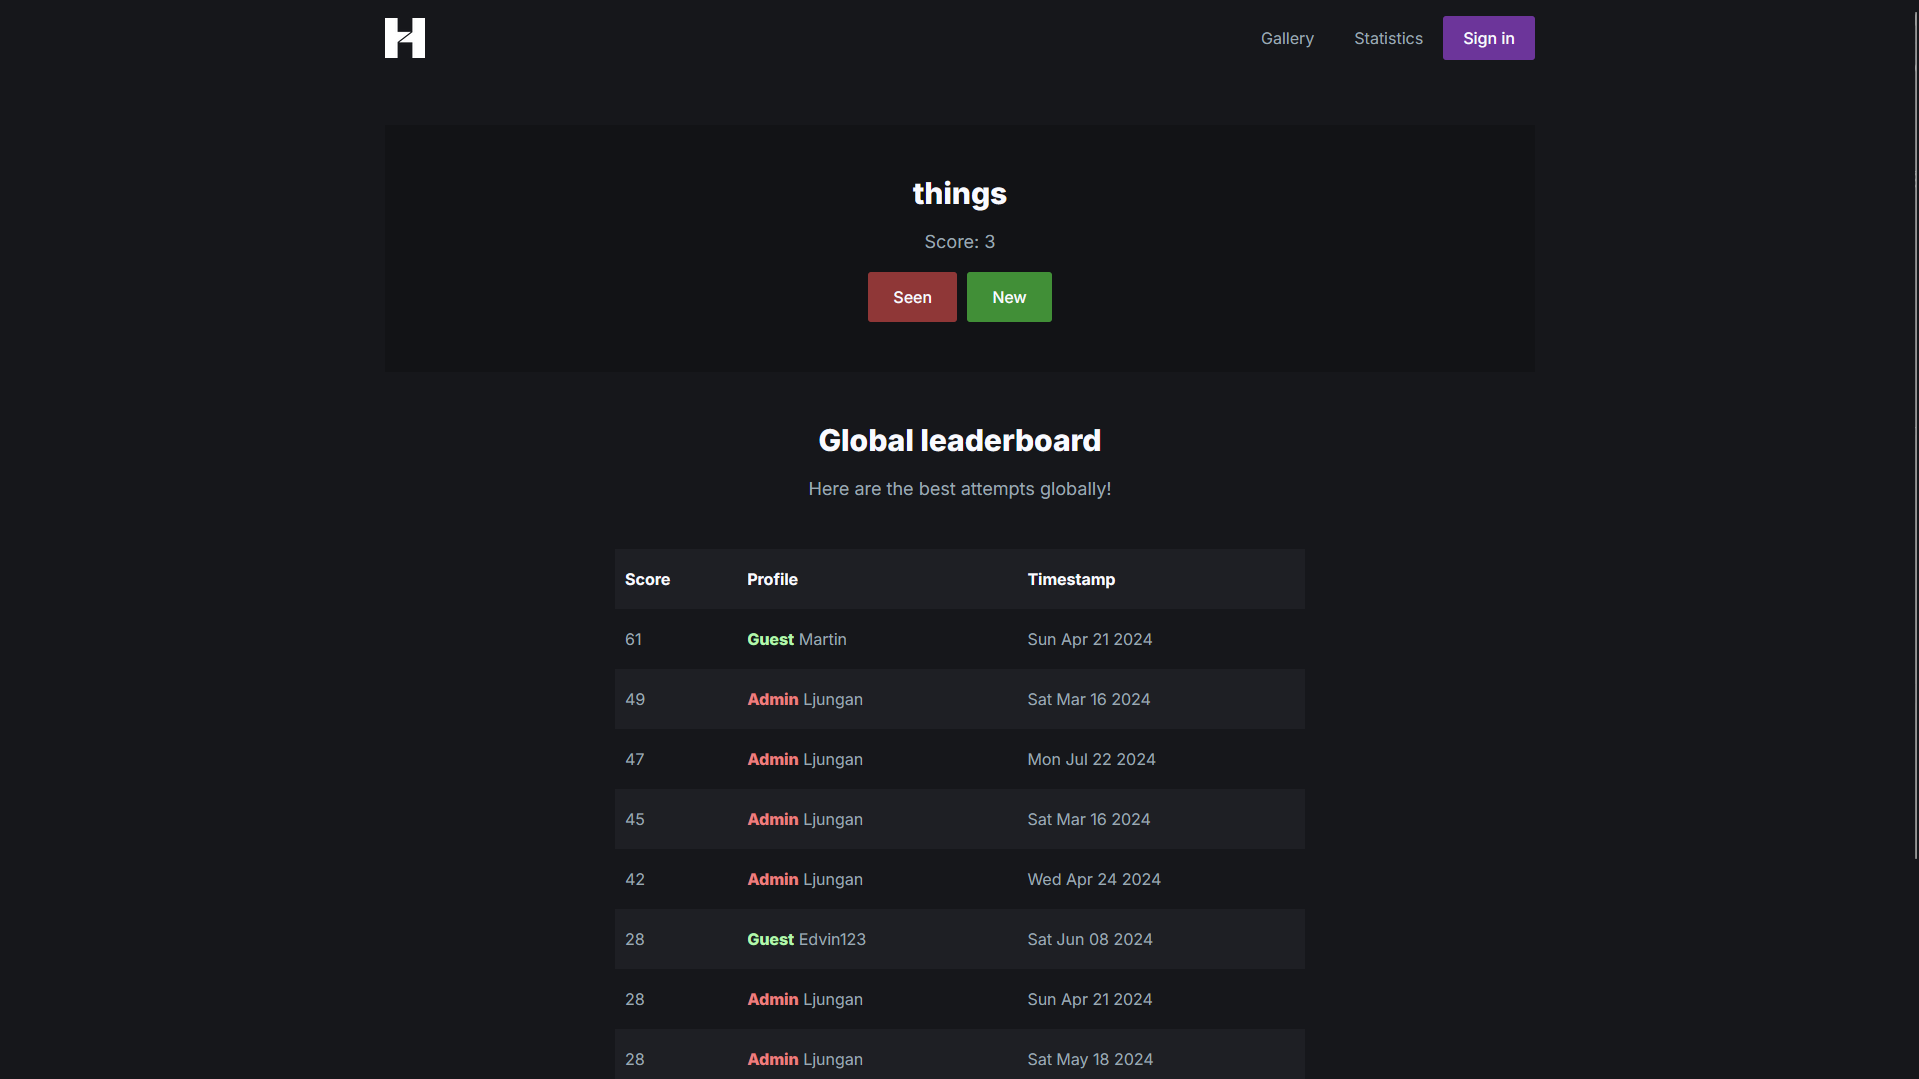 H
Gallery Statistics Sign in
things
Score: 3
Seen New
Global leaderboard
Here are the best attempts globally!
Score Profile Timestamp
61 Guest Martin Sun Apr 21 2024
49 Admin Ljungan Sat Mar 16 2024
47 Admin Ljungan Mon Jul 22 2024
45 Admin Ljungan Sat Mar 16 2024
42 Admin Ljungan Wed Apr 24 2024
28 Guest Edvin123 Sat Jun 08 2024
28 Admin Ljungan Sun Apr 21 2024
28 Admin Ljungan Sat May 18 2024